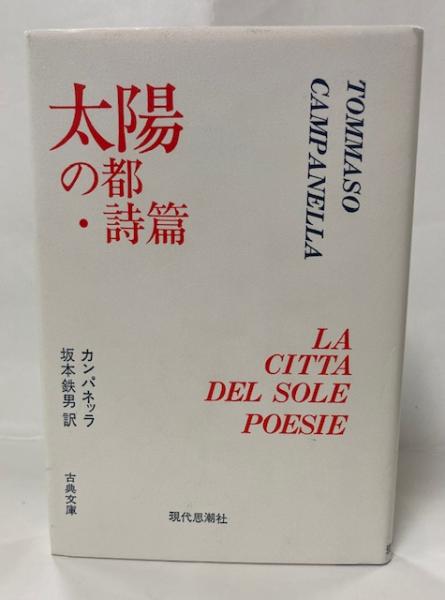 太陽
の都
・詩篇
TOMMASO
CAMPANELLA
LA
CITTA
DEL SOLE
POESIE
カンパネッラ
坂本鉄男訳
古典文庫
現代思潮社